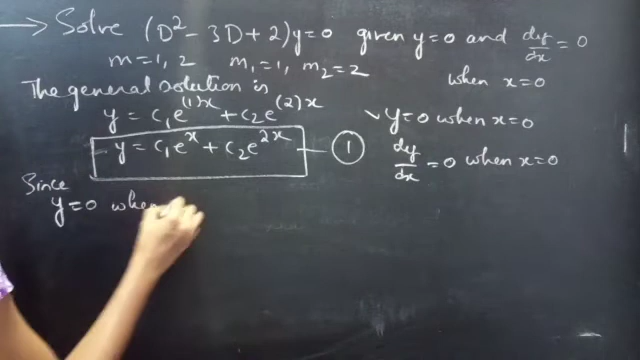 → Solve (D² - 3D + 2)y = 0 given y = 0 and dy/dx = 0
when x = 0
m = 1, 2 m₁ = 1, m₂ = 2
The general solution is
y = c₁e^(1)x + c₂e^(2)x
y = c₁e^x + c₂e^2x — ①
✓ y = 0 when x = 0
dy/dx = 0 when x = 0
Since
y = 0 when